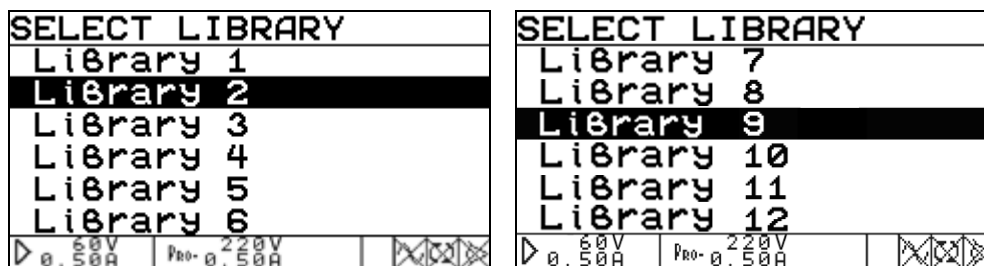 SELECT LIBRARY
Library 1
Library 2
Library 3
Library 4
Library 5
Library 6
60V
0.50A
PRO- 220V
0.50A
SELECT LIBRARY
Library 7
Library 8
Library 9
Library 10
Library 11
Library 12
60V
0.50A
PRO- 220V
0.50A